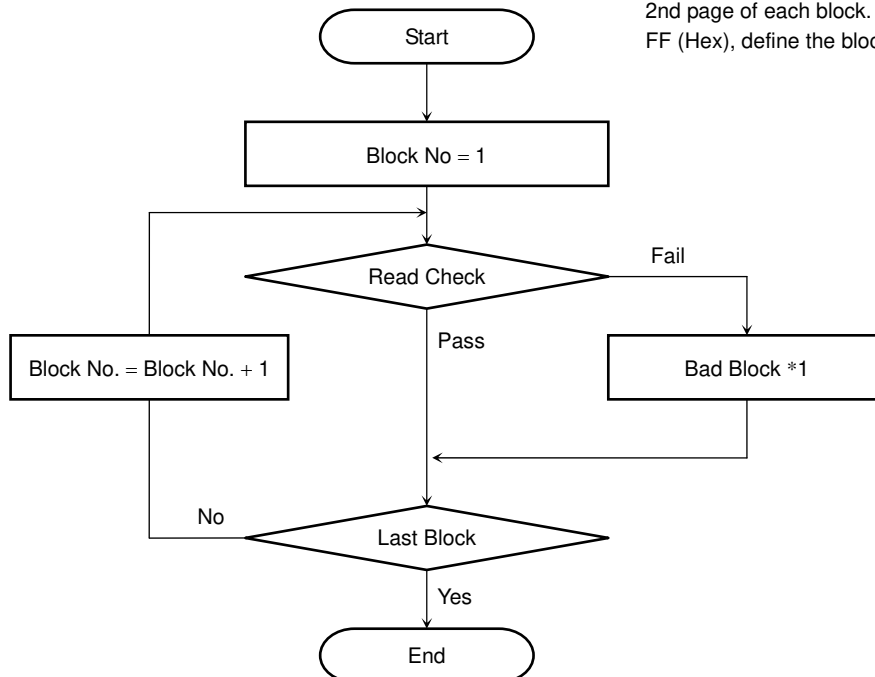 2nd page of each block.
FF (Hex), define the bloc
Start
Block No = 1
Read Check
Fail
Pass
Block No. = Block No. + 1
Bad Block *1
No
Last Block
Yes
End